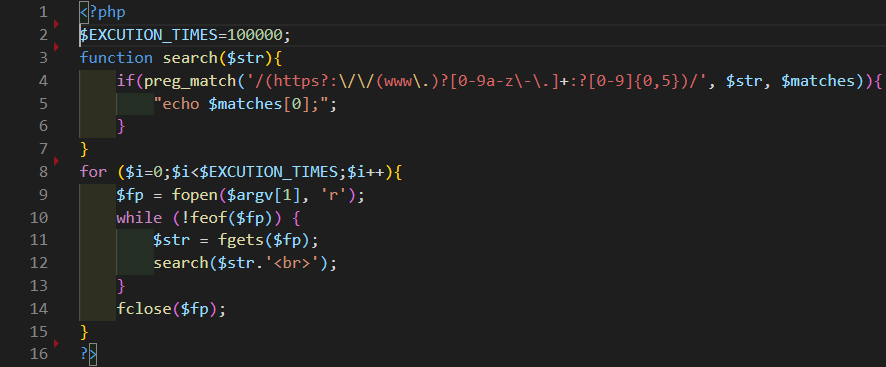 1 <?php
2 $EXCUTION_TIMES=100000;
3 function search($str){
4 if(preg_match('/(https?:\/\/(www\.)?[0-9a-z\-\.]+:?[0-9]{0,5})/', $str, $matches)){
5 "echo $matches[0];";
6 }
7 }
8 for ($i=0;$i<$EXCUTION_TIMES;$i++){
9 $fp = fopen($argv[1], 'r');
10 while (!feof($fp)) {
11 $str = fgets($fp);
12 search($str.'<br>');
13 }
14 fclose($fp);
15 }
16 ?>